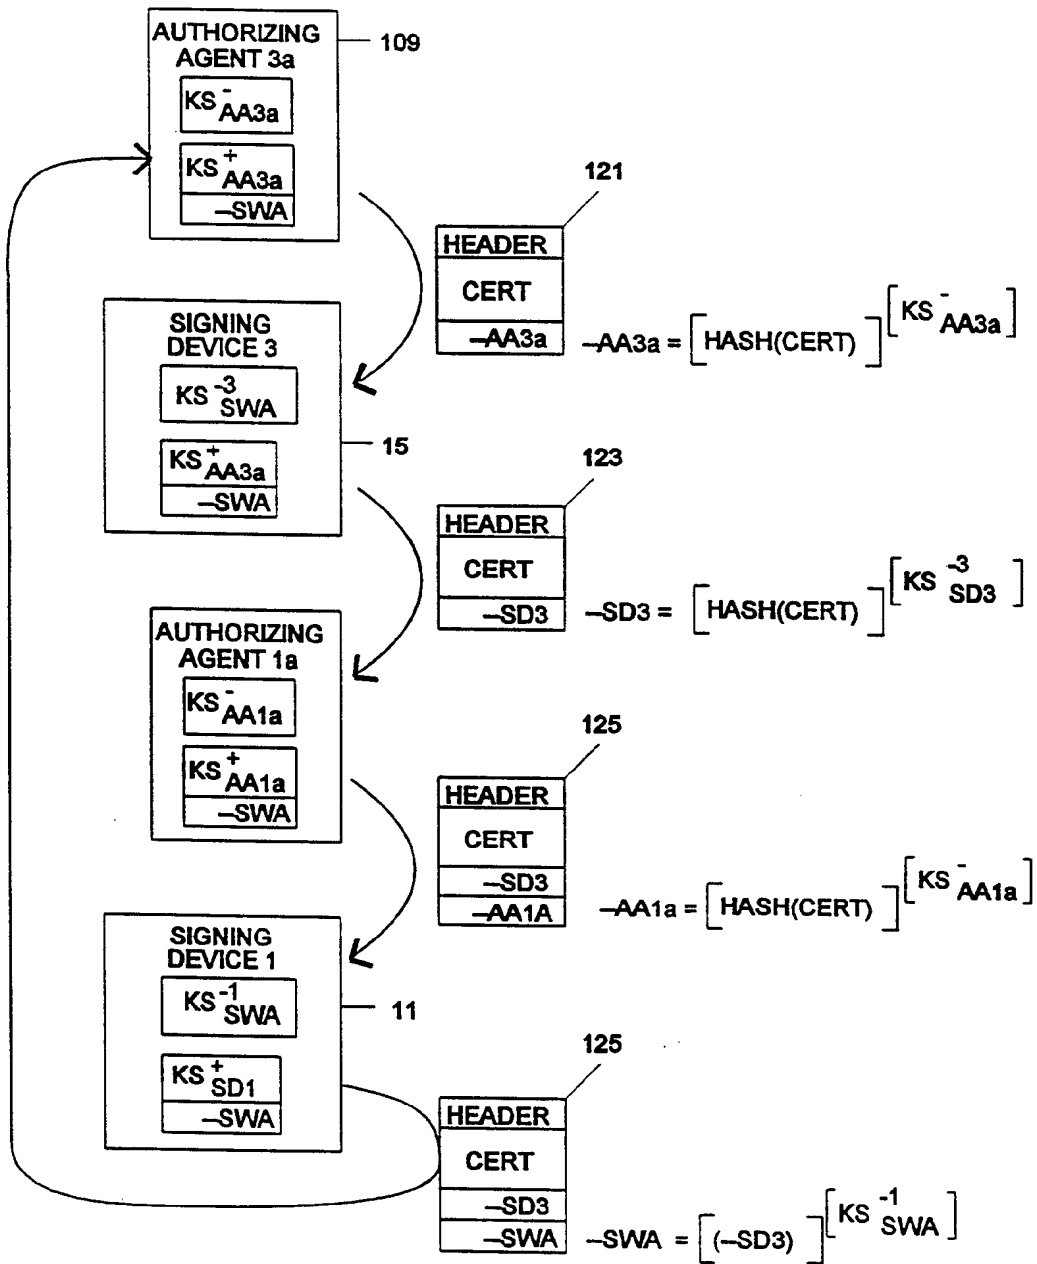 AUTHORIZING
AGENT 3a
109
KS⁻AA3a
KS⁺AA3a
–SWA
121
HEADER
CERT
–AA3a
–AA3a = [HASH(CERT)] [KS⁻AA3a]
SIGNING
DEVICE 3
KS⁻³SWA
15
KS⁺AA3a
–SWA
123
HEADER
CERT
–SD3
–SD3 = [HASH(CERT)] [KS⁻³SD3]
AUTHORIZING
AGENT 1a
KS⁻AA1a
KS⁺AA1a
–SWA
125
HEADER
CERT
–SD3
–AA1A
–AA1a = [HASH(CERT)] [KS⁻AA1a]
SIGNING
DEVICE 1
KS⁻¹SWA
11
KS⁺SD1
–SWA
125
HEADER
CERT
–SD3
–SWA
–SWA = [(–SD3)] [KS⁻¹SWA]